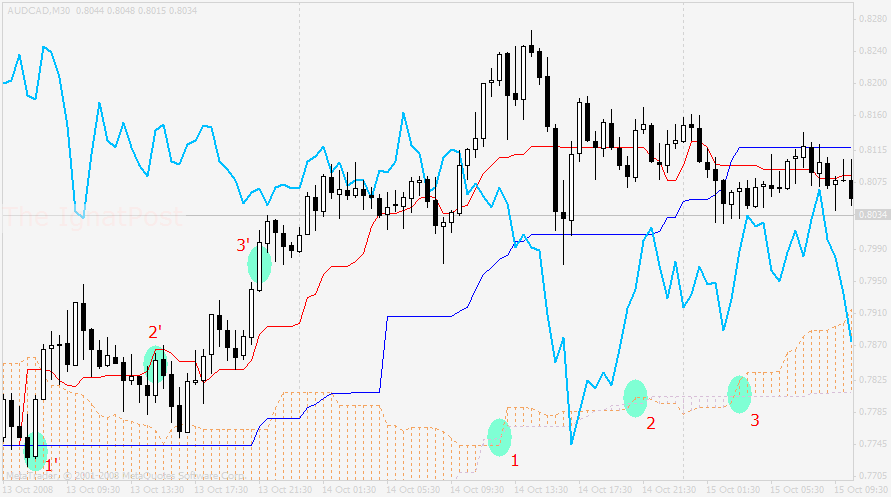 AUDCAD,M30 0.8044 0.8048 0.8015 0.8034
0.8280
0.8240
0.8200
0.8160
0.8115
0.8075
0.8034
0.7990
0.7950
0.7910
0.7870
0.7825
0.7785
0.7745
0.7705
3'
2'
1'
1
2
3
13 Oct 2008
13 Oct 09:30
13 Oct 13:30
13 Oct 17:30
13 Oct 21:30
14 Oct 01:30
14 Oct 05:30
14 Oct 09:30
14 Oct 13:30
14 Oct 17:30
14 Oct 21:30
15 Oct 01:30
15 Oct 05:30
15 Oct 09:30